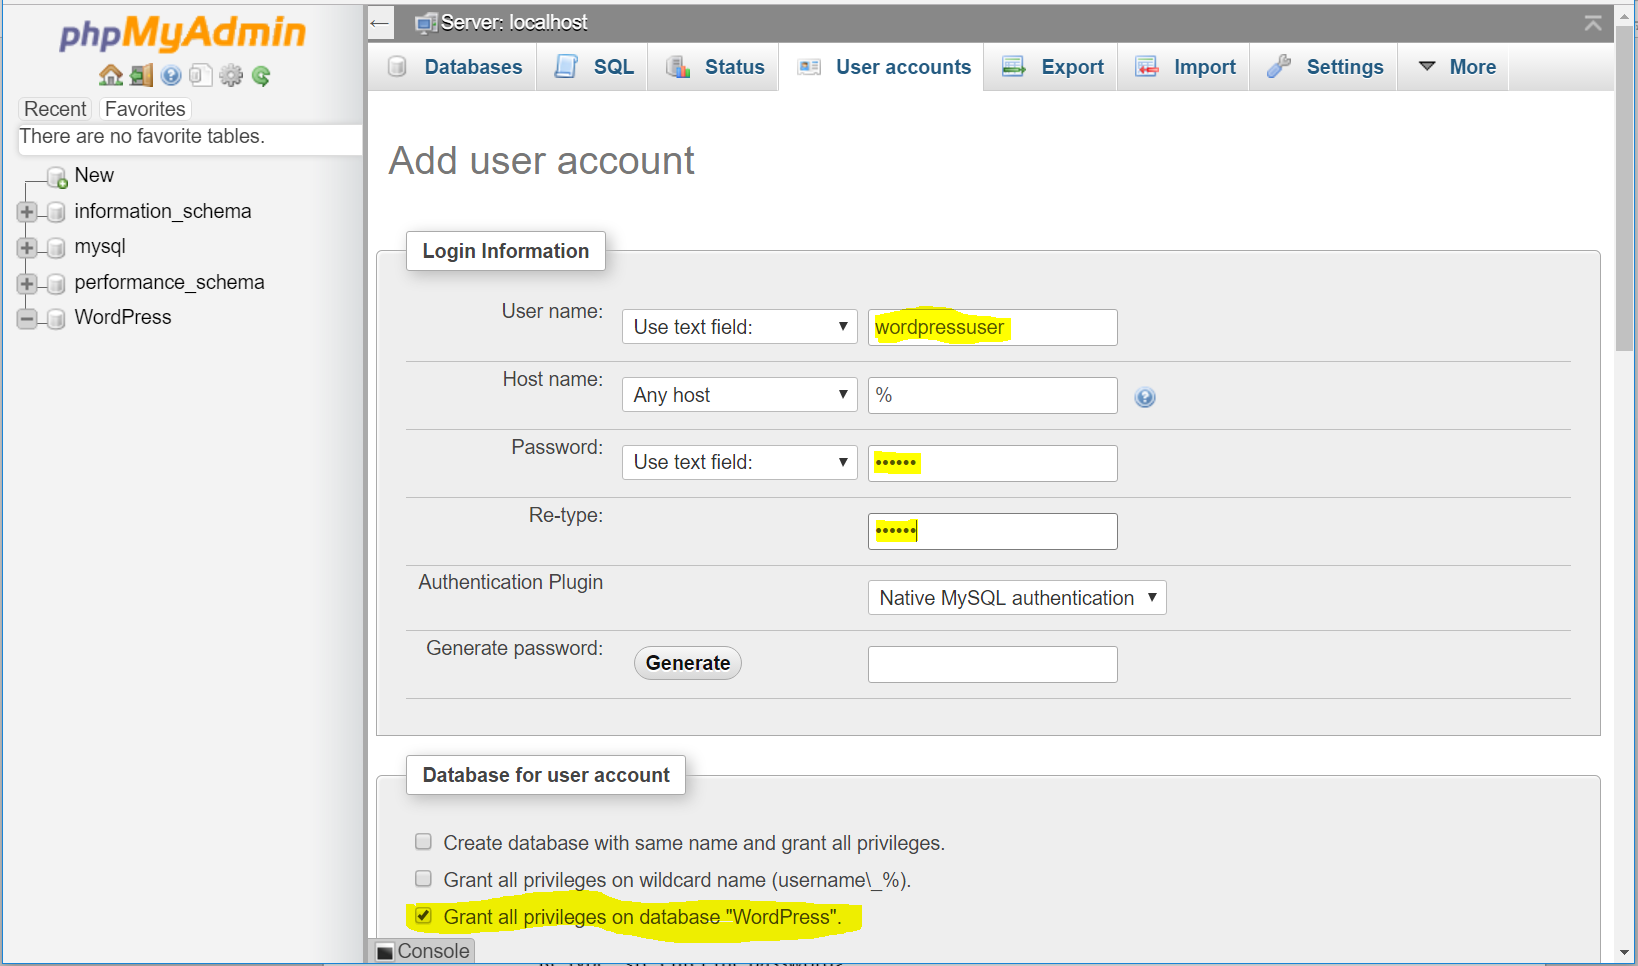 phpMyAdmin
Recent Favorites
There are no favorite tables.
New
information_schema
mysql
performance_schema
WordPress
Server: localhost
Databases SQL Status User accounts Export Import Settings More
Add user account
Login Information
User name: Use text field: wordpressuser
Host name: Any host %
Password: Use text field: ••••••
Re-type: ••••••
Authentication Plugin Native MySQL authentication
Generate password: Generate
Database for user account
Create database with same name and grant all privileges.
Grant all privileges on wildcard name (username\_%).
Grant all privileges on database "WordPress".
Console